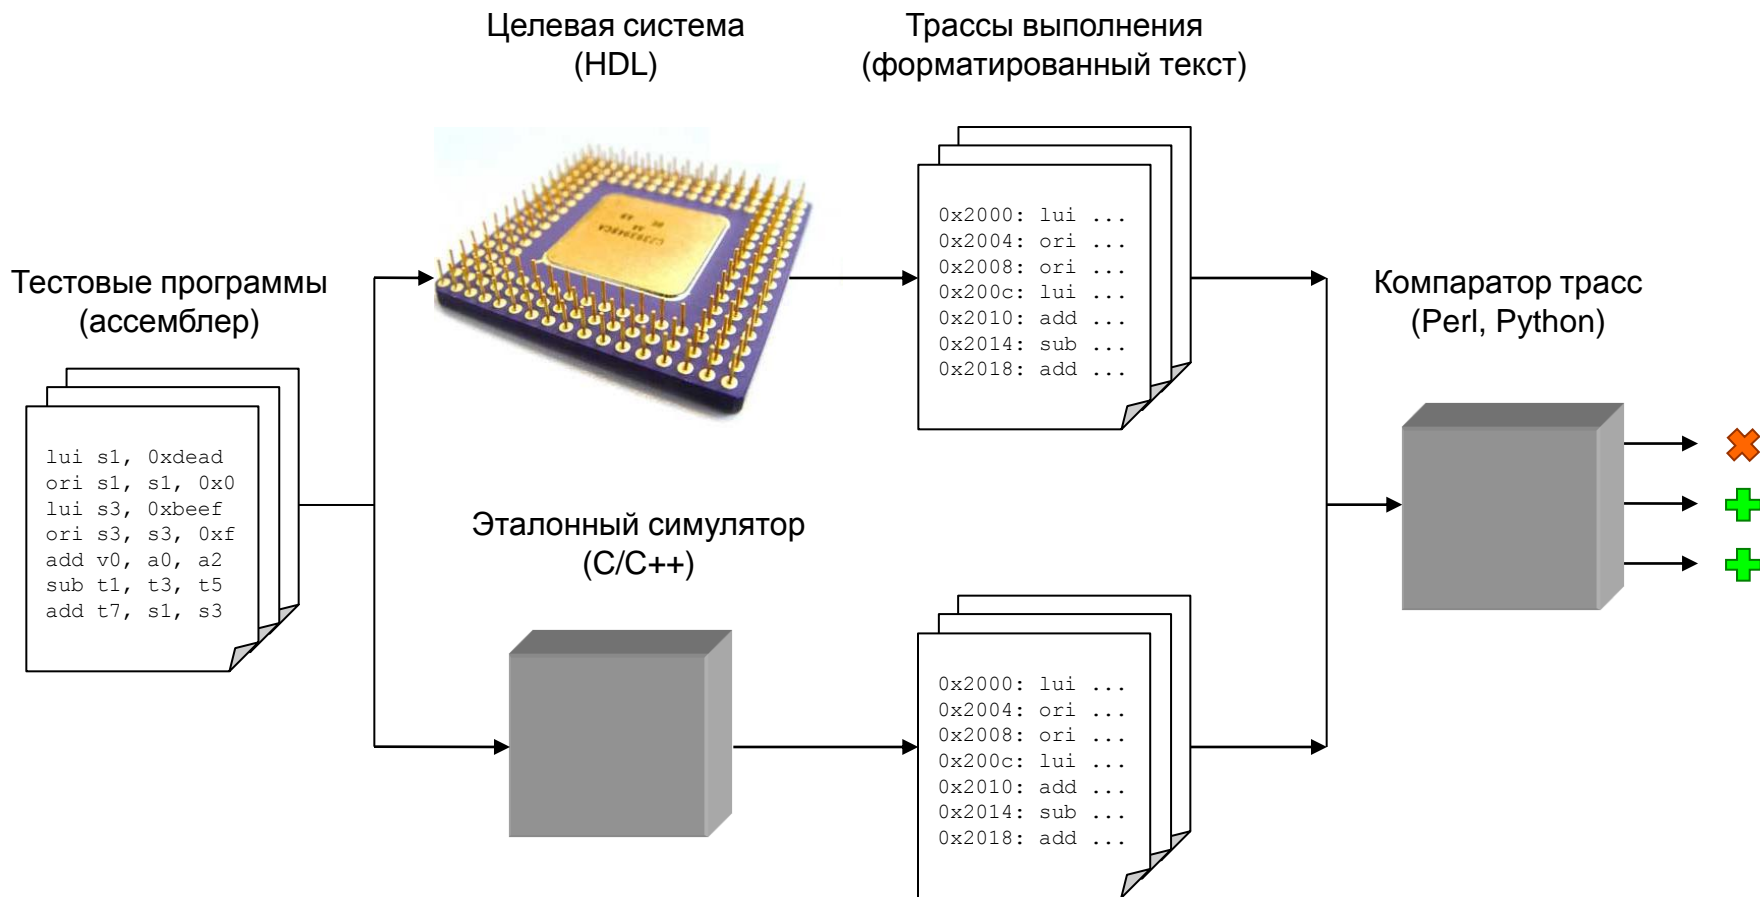 Целевая система
(HDL)
Трассы выполнения
(форматированный текст)
Тестовые программы
(ассемблер)
lui s1, 0xdead
ori s1, s1, 0x0
lui s3, 0xbeef
ori s3, s3, 0xf
add v0, a0, a2
sub t1, t3, t5
add t7, s1, s3
0x2000: lui ...
0x2004: ori ...
0x2008: ori ...
0x200c: lui ...
0x2010: add ...
0x2014: sub ...
0x2018: add ...
Компаратор трасс
(Perl, Python)
Эталонный симулятор
(C/C++)
0x2000: lui ...
0x2004: ori ...
0x2008: ori ...
0x200c: lui ...
0x2010: add ...
0x2014: sub ...
0x2018: add ...